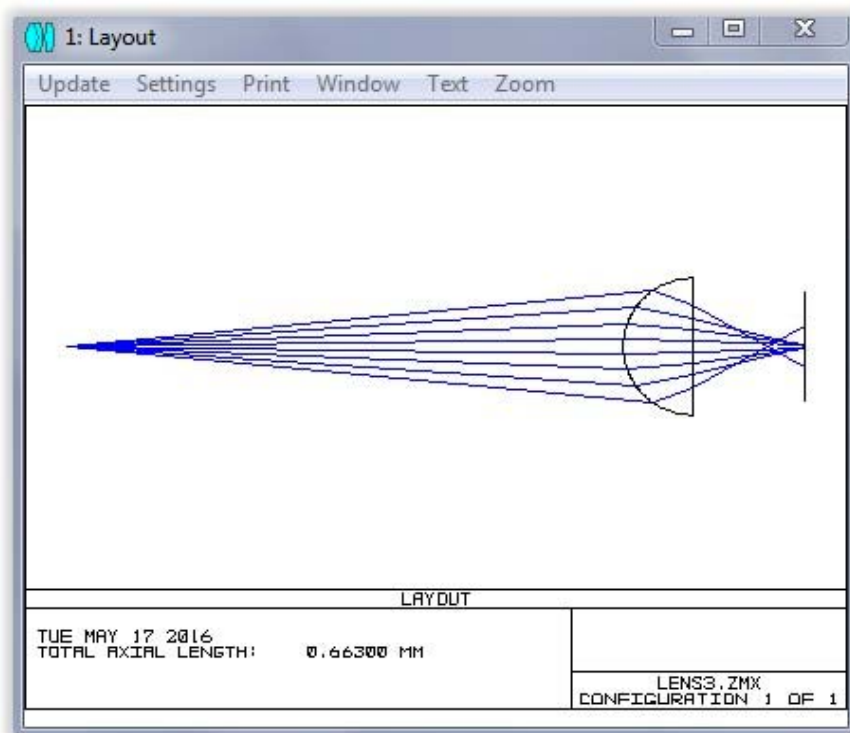 1: Layout
Update Settings Print Window Text Zoom
LAYOUT
TUE MAY 17 2016
TOTAL AXIAL LENGTH: 0.66300 MM
LENS3.ZMX
CONFIGURATION 1 OF 1